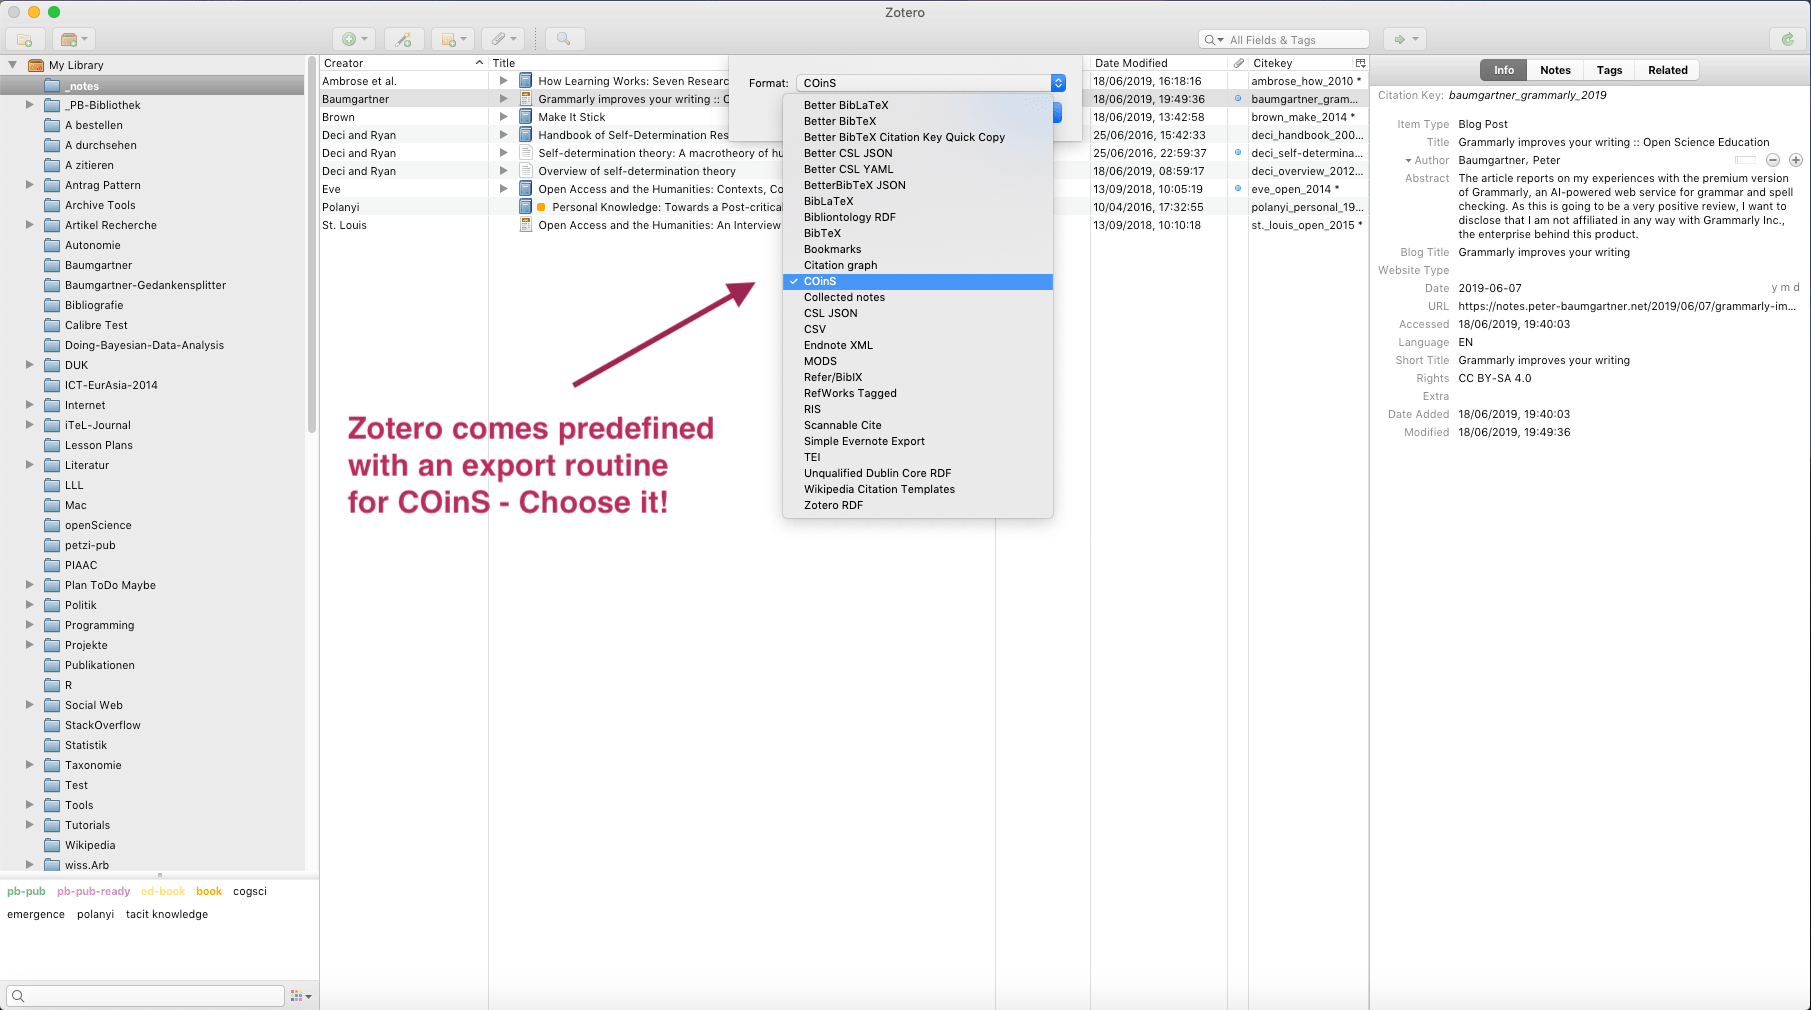 Zotero
All Fields & Tags
My Library
_notes
_PB-Bibliothek
A bestellen
A durchsehen
A zitieren
Antrag Pattern
Archive Tools
Artikel Recherche
Autonomie
Baumgartner
Baumgartner-Gedankensplitter
Bibliografie
Calibre Test
Doing-Bayesian-Data-Analysis
DUK
ICT-EurAsia-2014
Internet
iTeL-Journal
Lesson Plans
Literatur
LLL
Mac
openScience
petzi-pub
PIAAC
Plan ToDo Maybe
Politik
Programming
Projekte
Publikationen
R
Social Web
StackOverflow
Statistik
Taxonomie
Test
Tools
Tutorials
Wikipedia
wiss.Arb
pb-pub pb-pub-ready ed-book book cogsci
emergence polanyi tacit knowledge
Creator Title Date Modified Citekey
Ambrose et al. How Learning Works: Seven Researc 18/06/2019, 16:18:16 ambrose_how_2010 *
Baumgartner Grammarly improves your writing :: O 18/06/2019, 19:49:36 baumgartner_gram...
Brown Make It Stick 18/06/2019, 13:42:58 brown_make_2014 *
Deci and Ryan Handbook of Self-Determination Res 25/06/2016, 15:42:33 deci_handbook_200...
Deci and Ryan Self-determination theory: A macrotheory of hu 25/06/2016, 22:59:37 deci_self-determina...
Deci and Ryan Overview of self-determination theory 18/06/2019, 08:59:17 deci_overview_2012...
Eve Open Access and the Humanities: Contexts, Co 13/09/2018, 10:05:19 eve_open_2014 *
Polanyi Personal Knowledge: Towards a Post-critical 10/04/2016, 17:32:55 polanyi_personal_19...
St. Louis Open Access and the Humanities: An Interview 13/09/2018, 10:10:18 st._louis_open_2015 *
Format: COinS
Better BibLaTeX
Better BibTeX
Better BibTeX Citation Key Quick Copy
Better CSL JSON
Better CSL YAML
BetterBibTeX JSON
BibLaTeX
Bibliontology RDF
BibTeX
Bookmarks
Citation graph
COinS
Collected notes
CSL JSON
CSV
Endnote XML
MODS
Refer/BibIX
RefWorks Tagged
RIS
Scannable Cite
Simple Evernote Export
TEI
Unqualified Dublin Core RDF
Wikipedia Citation Templates
Zotero RDF
Zotero comes predefined
with an export routine
for COinS - Choose it!
Info Notes Tags Related
Citation Key: baumgartner_grammarly_2019
Item Type Blog Post
Title Grammarly improves your writing :: Open Science Education
Author Baumgartner, Peter
Abstract The article reports on my experiences with the premium version
of Grammarly, an AI-powered web service for grammar and spell
checking. As this is going to be a very positive review, I want to
disclose that I am not affiliated in any way with Grammarly Inc.,
the enterprise behind this product.
Blog Title Grammarly improves your writing
Website Type
Date 2019-06-07 y m d
URL https://notes.peter-baumgartner.net/2019/06/07/grammarly-im...
Accessed 18/06/2019, 19:40:03
Language EN
Short Title Grammarly improves your writing
Rights CC BY-SA 4.0
Extra
Date Added 18/06/2019, 19:40:03
Modified 18/06/2019, 19:49:36